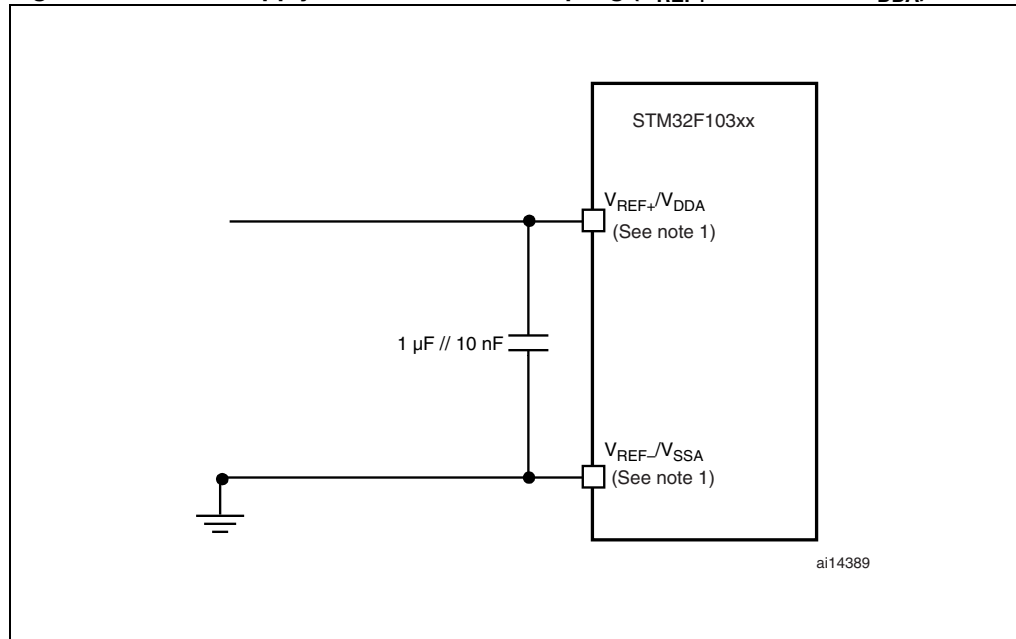 STM32F103xx
VREF+/VDDA
(See note 1)
1 µF // 10 nF
VREF–/VSSA
(See note 1)
ai14389